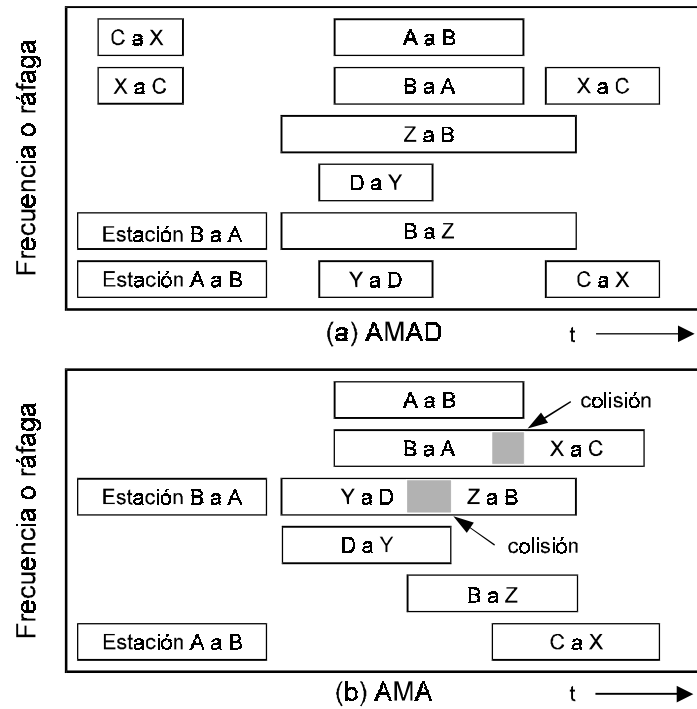 Frecuencia o ráfaga
C a X
A a B
X a C
B a A
X a C
Z a B
D a Y
Estación B a A
B a Z
Estación A a B
Y a D
C a X
(a) AMAD
t
Frecuencia o ráfaga
A a B
colisión
B a A
X a C
Estación B a A
Y a D
Z a B
D a Y
colisión
B a Z
Estación A a B
C a X
(b) AMA
t